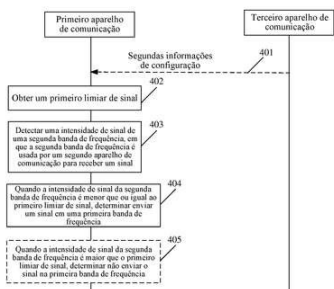 Primeiro aparelho
de comunicação
Terceiro aparelho de
comunicação
Segundas informações
de configuração
401
402
Obter um primeiro limiar de sinal
403
Detectar uma intensidade de sinal de
uma segunda banda de frequência, em
que a segunda banda de frequência é
usada por um segundo aparelho de
comunicação para receber um sinal
404
Quando a intensidade de sinal da segunda
banda de frequência é menor que ou igual ao
primeiro limiar de sinal, determinar enviar
um sinal em uma primeira banda de
frequência
405
Quando a intensidade de sinal da segunda
banda de frequência é maior que o primeiro
limiar de sinal, determinar não enviar o
sinal na primeira banda de frequência